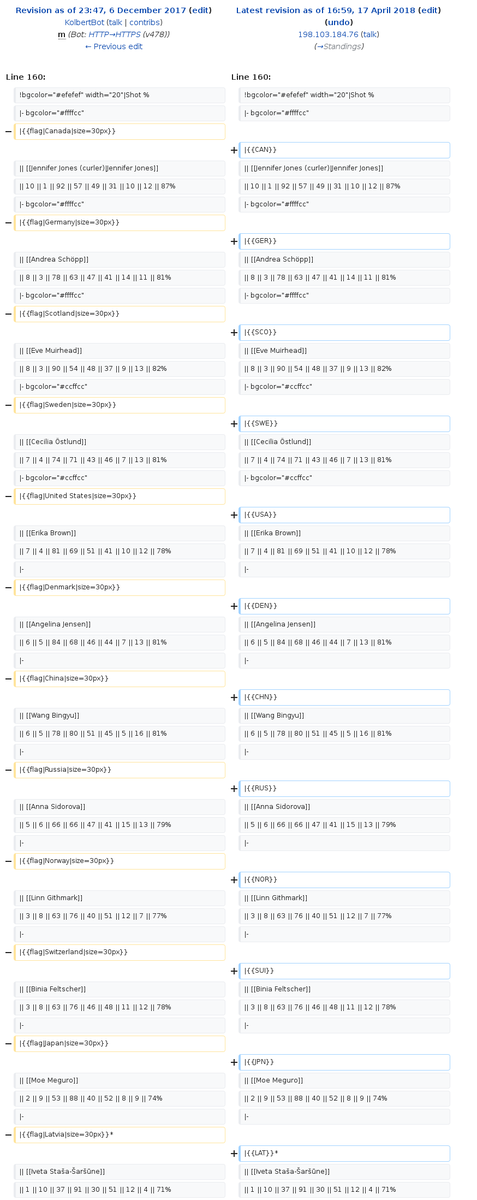 Revision as of 23:47, 6 December 2017 (edit)
KolbertBot (talk | contribs)
m (Bot: HTTP→HTTPS (v478))
← Previous edit
Latest revision as of 16:59, 17 April 2018 (edit)
(undo)
198.103.184.76 (talk)
(→Standings)
Line 160:
Line 160:
!bgcolor="#efefef" width="20"|Shot %
!bgcolor="#efefef" width="20"|Shot %
|- bgcolor="#ffffcc"
|- bgcolor="#ffffcc"
− |{{flag|Canada|size=30px}}
+ |{{CAN}}
|| [[Jennifer Jones (curler)|Jennifer Jones]]
|| [[Jennifer Jones (curler)|Jennifer Jones]]
|| 10 || 1 || 92 || 57 || 49 || 31 || 10 || 12 || 87%
|| 10 || 1 || 92 || 57 || 49 || 31 || 10 || 12 || 87%
|- bgcolor="#ffffcc"
|- bgcolor="#ffffcc"
− |{{flag|Germany|size=30px}}
+ |{{GER}}
|| [[Andrea Schöpp]]
|| [[Andrea Schöpp]]
|| 8 || 3 || 78 || 63 || 47 || 41 || 14 || 11 || 81%
|| 8 || 3 || 78 || 63 || 47 || 41 || 14 || 11 || 81%
|- bgcolor="#ffffcc"
|- bgcolor="#ffffcc"
− |{{flag|Scotland|size=30px}}
+ |{{SCO}}
|| [[Eve Muirhead]]
|| [[Eve Muirhead]]
|| 8 || 3 || 90 || 54 || 48 || 37 || 9 || 13 || 82%
|| 8 || 3 || 90 || 54 || 48 || 37 || 9 || 13 || 82%
|- bgcolor="#ccffcc"
|- bgcolor="#ccffcc"
− |{{flag|Sweden|size=30px}}
+ |{{SWE}}
|| [[Cecilia Östlund]]
|| [[Cecilia Östlund]]
|| 7 || 4 || 74 || 71 || 43 || 46 || 7 || 13 || 81%
|| 7 || 4 || 74 || 71 || 43 || 46 || 7 || 13 || 81%
|- bgcolor="#ccffcc"
|- bgcolor="#ccffcc"
− |{{flag|United States|size=30px}}
+ |{{USA}}
|| [[Erika Brown]]
|| [[Erika Brown]]
|| 7 || 4 || 81 || 69 || 51 || 41 || 10 || 12 || 78%
|| 7 || 4 || 81 || 69 || 51 || 41 || 10 || 12 || 78%
|-
|-
− |{{flag|Denmark|size=30px}}
+ |{{DEN}}
|| [[Angelina Jensen]]
|| [[Angelina Jensen]]
|| 6 || 5 || 84 || 68 || 46 || 44 || 7 || 13 || 81%
|| 6 || 5 || 84 || 68 || 46 || 44 || 7 || 13 || 81%
|-
|-
− |{{flag|China|size=30px}}
+ |{{CHN}}
|| [[Wang Bingyu]]
|| [[Wang Bingyu]]
|| 6 || 5 || 78 || 80 || 51 || 45 || 5 || 16 || 81%
|| 6 || 5 || 78 || 80 || 51 || 45 || 5 || 16 || 81%
|-
|-
− |{{flag|Russia|size=30px}}
+ |{{RUS}}
|| [[Anna Sidorova]]
|| [[Anna Sidorova]]
|| 5 || 6 || 66 || 66 || 47 || 41 || 15 || 13 || 79%
|| 5 || 6 || 66 || 66 || 47 || 41 || 15 || 13 || 79%
|-
|-
− |{{flag|Norway|size=30px}}
+ |{{NOR}}
|| [[Linn Githmark]]
|| [[Linn Githmark]]
|| 3 || 8 || 63 || 76 || 40 || 51 || 12 || 7 || 77%
|| 3 || 8 || 63 || 76 || 40 || 51 || 12 || 7 || 77%
|-
|-
− |{{flag|Switzerland|size=30px}}
+ |{{SUI}}
|| [[Binia Feltscher]]
|| [[Binia Feltscher]]
|| 3 || 8 || 63 || 76 || 46 || 48 || 11 || 12 || 78%
|| 3 || 8 || 63 || 76 || 46 || 48 || 11 || 12 || 78%
|-
|-
− |{{flag|Japan|size=30px}}
+ |{{JPN}}
|| [[Moe Meguro]]
|| [[Moe Meguro]]
|| 2 || 9 || 53 || 88 || 40 || 52 || 8 || 9 || 74%
|| 2 || 9 || 53 || 88 || 40 || 52 || 8 || 9 || 74%
|-
|-
− |{{flag|Latvia|size=30px}}*
+ |{{LAT}}*
|| [[Iveta Staša-Šaršūne]]
|| [[Iveta Staša-Šaršūne]]
|| 1 || 10 || 37 || 91 || 30 || 51 || 12 || 4 || 71%
|| 1 || 10 || 37 || 91 || 30 || 51 || 12 || 4 || 71%